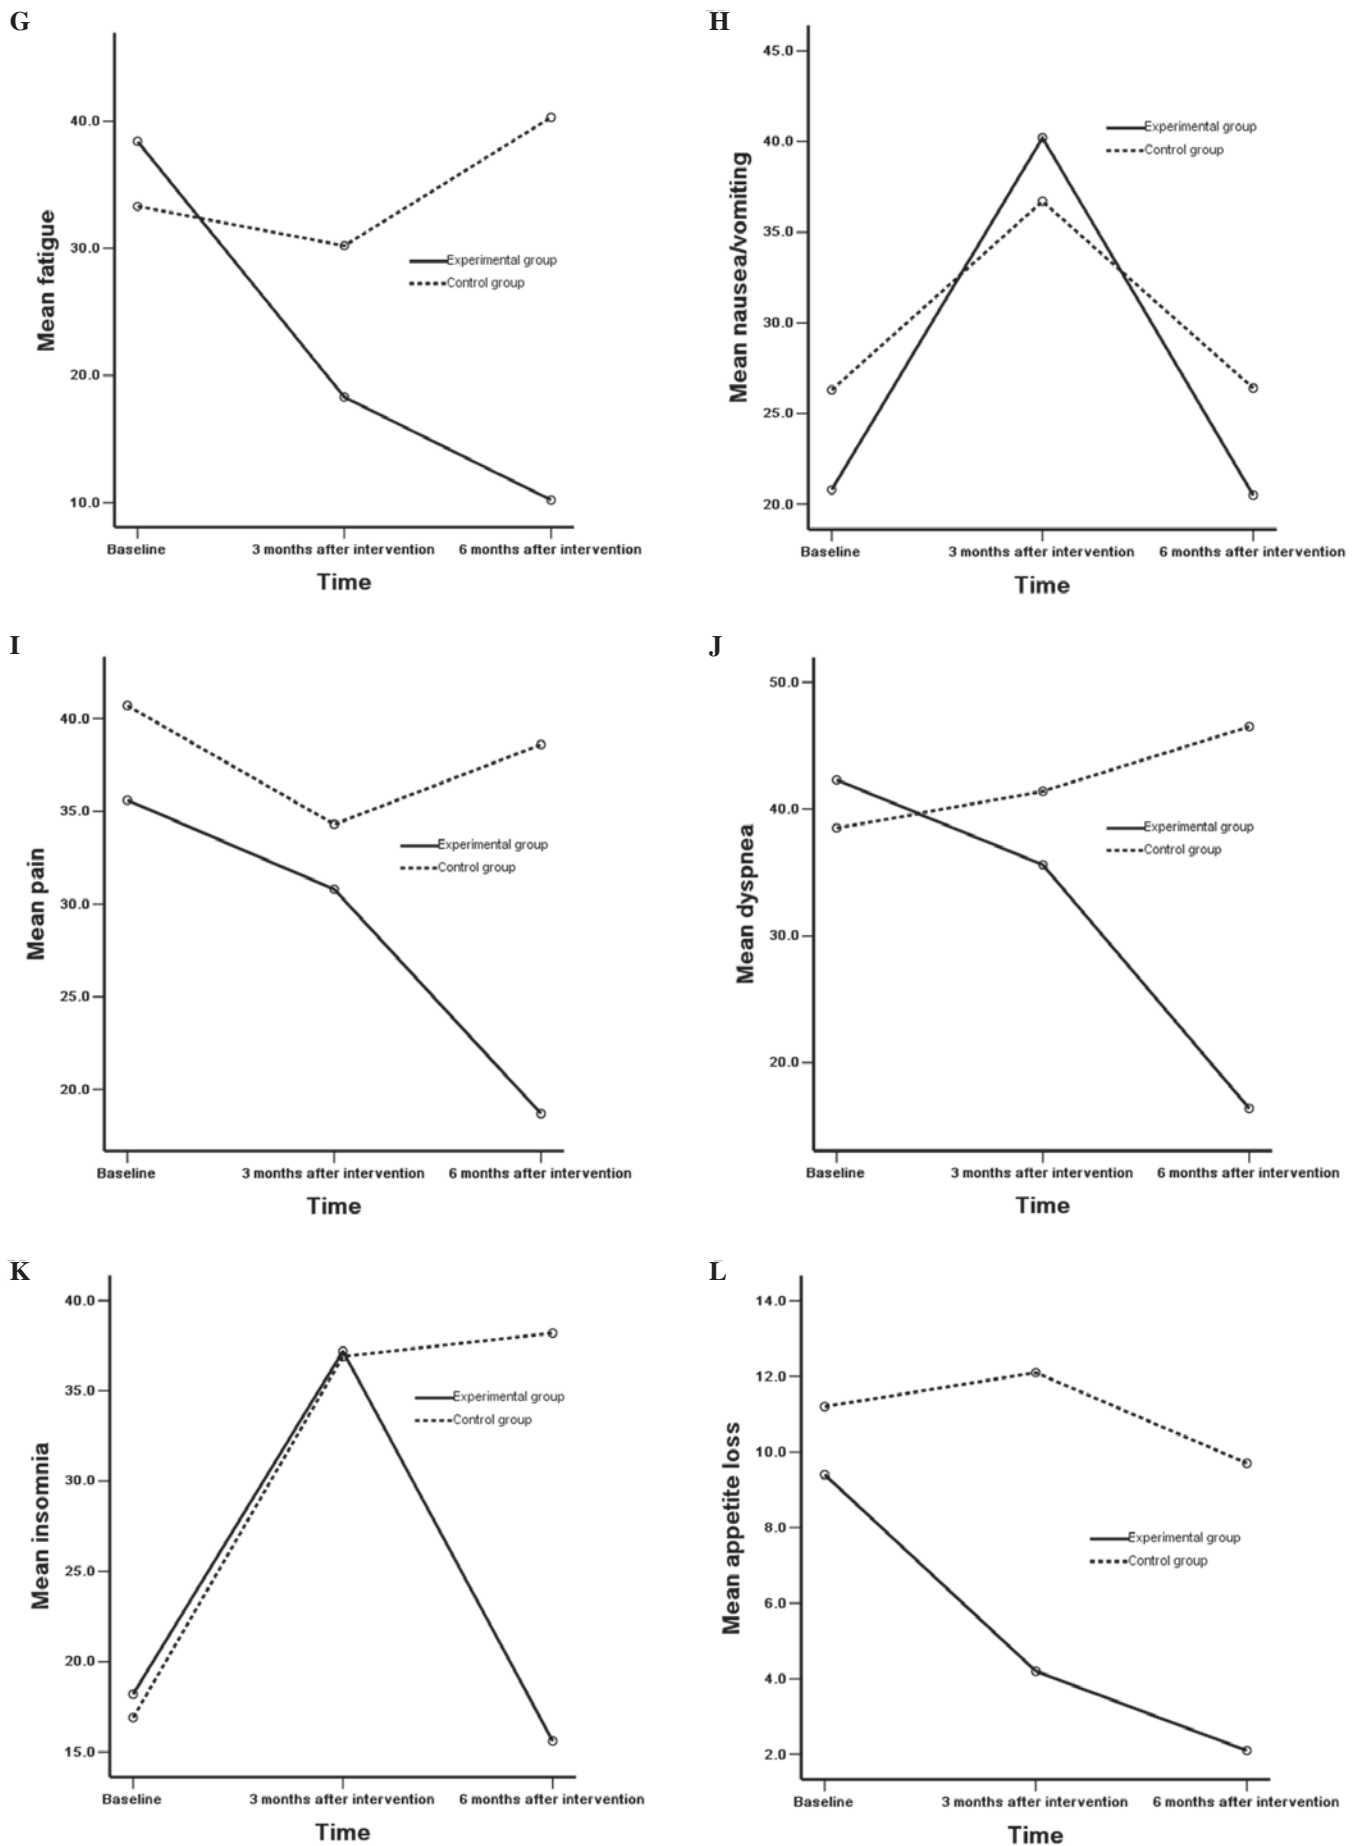 G
40.0
30.0
20.0
10.0
Mean fatigue
Experimental group
Control group
Baseline 3 months after intervention 6 months after intervention
Time
H
45.0
40.0
35.0
30.0
25.0
20.0
Mean nausea/vomiting
Experimental group
Control group
Baseline 3 months after intervention 6 months after intervention
Time
I
40.0
35.0
30.0
25.0
20.0
Mean pain
Experimental group
Control group
Baseline 3 months after intervention 6 months after intervention
Time
J
50.0
40.0
30.0
20.0
Mean dyspnea
Experimental group
Control group
Baseline 3 months after intervention 6 months after intervention
Time
K
40.0
35.0
30.0
25.0
20.0
15.0
Mean insomnia
Experimental group
Control group
Baseline 3 months after intervention 6 months after intervention
Time
L
14.0
12.0
10.0
8.0
6.0
4.0
2.0
Mean appetite loss
Experimental group
Control group
Baseline 3 months after intervention 6 months after intervention
Time